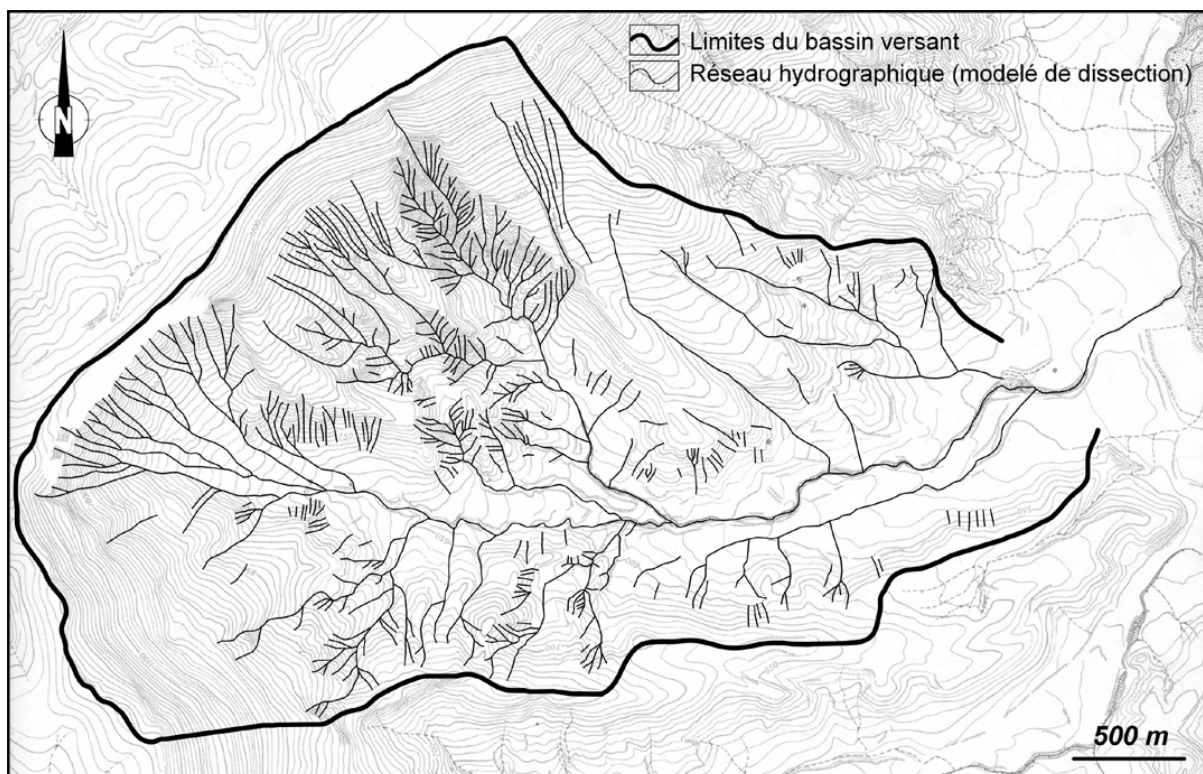 Limites du bassin versant
Réseau hydrographique (modelé de dissection)
N
500 m